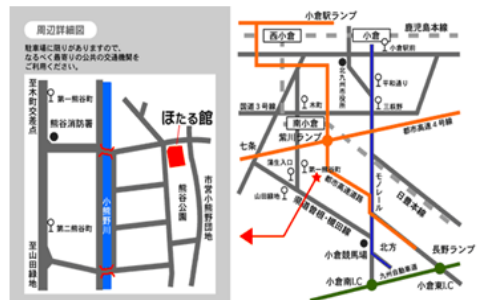 周辺詳細図
駐車場に限りがありますので、
なるべく最寄りの公共の交通機関を
ご利用ください。
至木町交差点
第一熊谷町
熊谷消防署
ほたる館
小熊野川
熊谷公園
市営小熊野団地
第二熊谷町
至山田緑地
小倉駅ランプ
西小倉
小倉
鹿児島本線
小倉駅前
北九州市役所
平和通り
木町
三萩野
国道3号線
南小倉
紫川ランプ
都市高速4号線
七条
蒲生入口
第一熊谷町
山田緑地
都市高速道路
モノレール
日豊本線
南道曽根・槻田線
小倉競馬場
北方
長野ランプ
九州自動車道
小倉南I.C
小倉東I.C